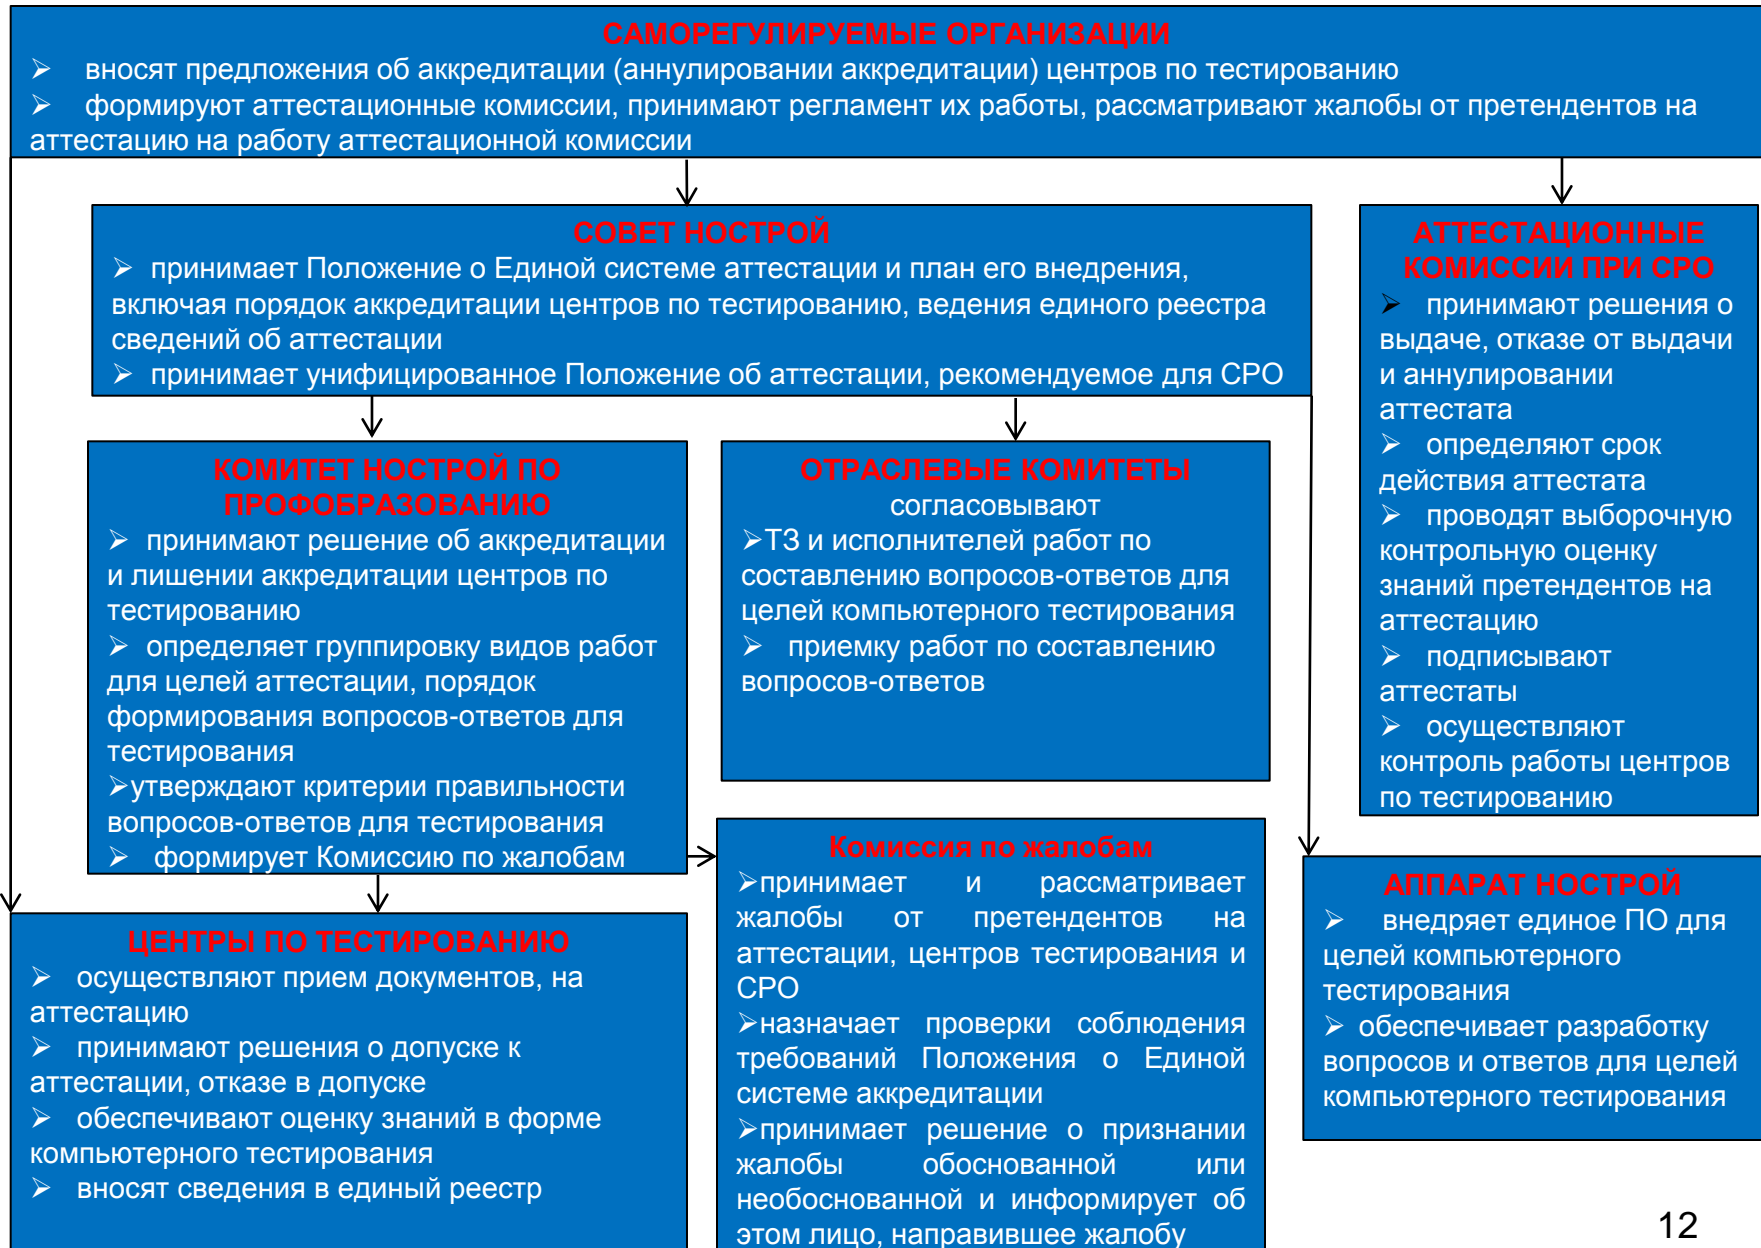 САМОРЕГУЛИРУЕМЫЕ ОРГАНИЗАЦИИ
➢ вносят предложения об аккредитации (аннулировании аккредитации) центров по тестированию
➢ формируют аттестационные комиссии, принимают регламент их работы, рассматривают жалобы от претендентов на
аттестацию на работу аттестационной комиссии
СОВЕТ НОСТРОЙ
➢ принимает Положение о Единой системе аттестации и план его внедрения,
включая порядок аккредитации центров по тестированию, ведения единого реестра
сведений об аттестации
➢ принимает унифицированное Положение об аттестации, рекомендуемое для СРО
АТТЕСТАЦИОННЫЕ
КОМИССИИ ПРИ СРО
➢ принимают решения о
выдаче, отказе от выдачи
и аннулировании
аттестата
➢ определяют срок
действия аттестата
➢ проводят выборочную
контрольную оценку
знаний претендентов на
аттестацию
➢ подписывают
аттестаты
➢ осуществляют
контроль работы центров
по тестированию
КОМИТЕТ НОСТРОЙ ПО
ПРОФОБРАЗОВАНИЮ
➢ принимают решение об аккредитации
и лишении аккредитации центров по
тестированию
➢ определяет группировку видов работ
для целей аттестации, порядок
формирования вопросов-ответов для
тестирования
➢утверждают критерии правильности
вопросов-ответов для тестирования
➢ формирует Комиссию по жалобам
ОТРАСЛЕВЫЕ КОМИТЕТЫ
согласовывают
➢ТЗ и исполнителей работ по
составлению вопросов-ответов для
целей компьютерного тестирования
➢ приемку работ по составлению
вопросов-ответов
Комиссия по жалобам
➢принимает и рассматривает
жалобы от претендентов на
аттестации, центров тестирования и
СРО
➢назначает проверки соблюдения
требований Положения о Единой
системе аккредитации
➢принимает решение о признании
жалобы обоснованной или
необоснованной и информирует об
этом лицо, направившее жалобу
АППАРАТ НОСТРОЙ
➢ внедряет единое ПО для
целей компьютерного
тестирования
➢ обеспечивает разработку
вопросов и ответов для целей
компьютерного тестирования
ЦЕНТРЫ ПО ТЕСТИРОВАНИЮ
➢ осуществляют прием документов, на
аттестацию
➢ принимают решения о допуске к
аттестации, отказе в допуске
➢ обеспечивают оценку знаний в форме
компьютерного тестирования
➢ вносят сведения в единый реестр
12